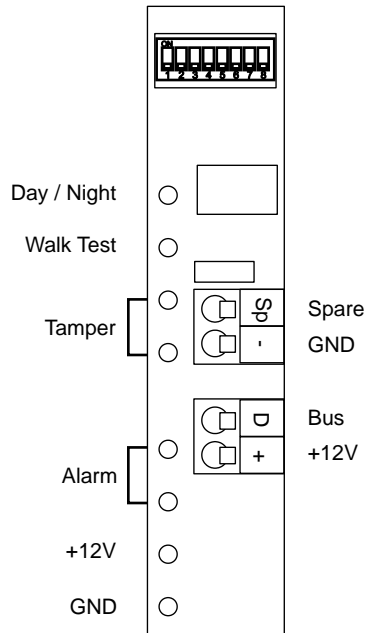 ON
1 2 3 4 5 6 7 8
Day / Night
Walk Test
Tamper
Sp
Spare
-
GND
D
Bus
+
+12V
Alarm
+12V
GND